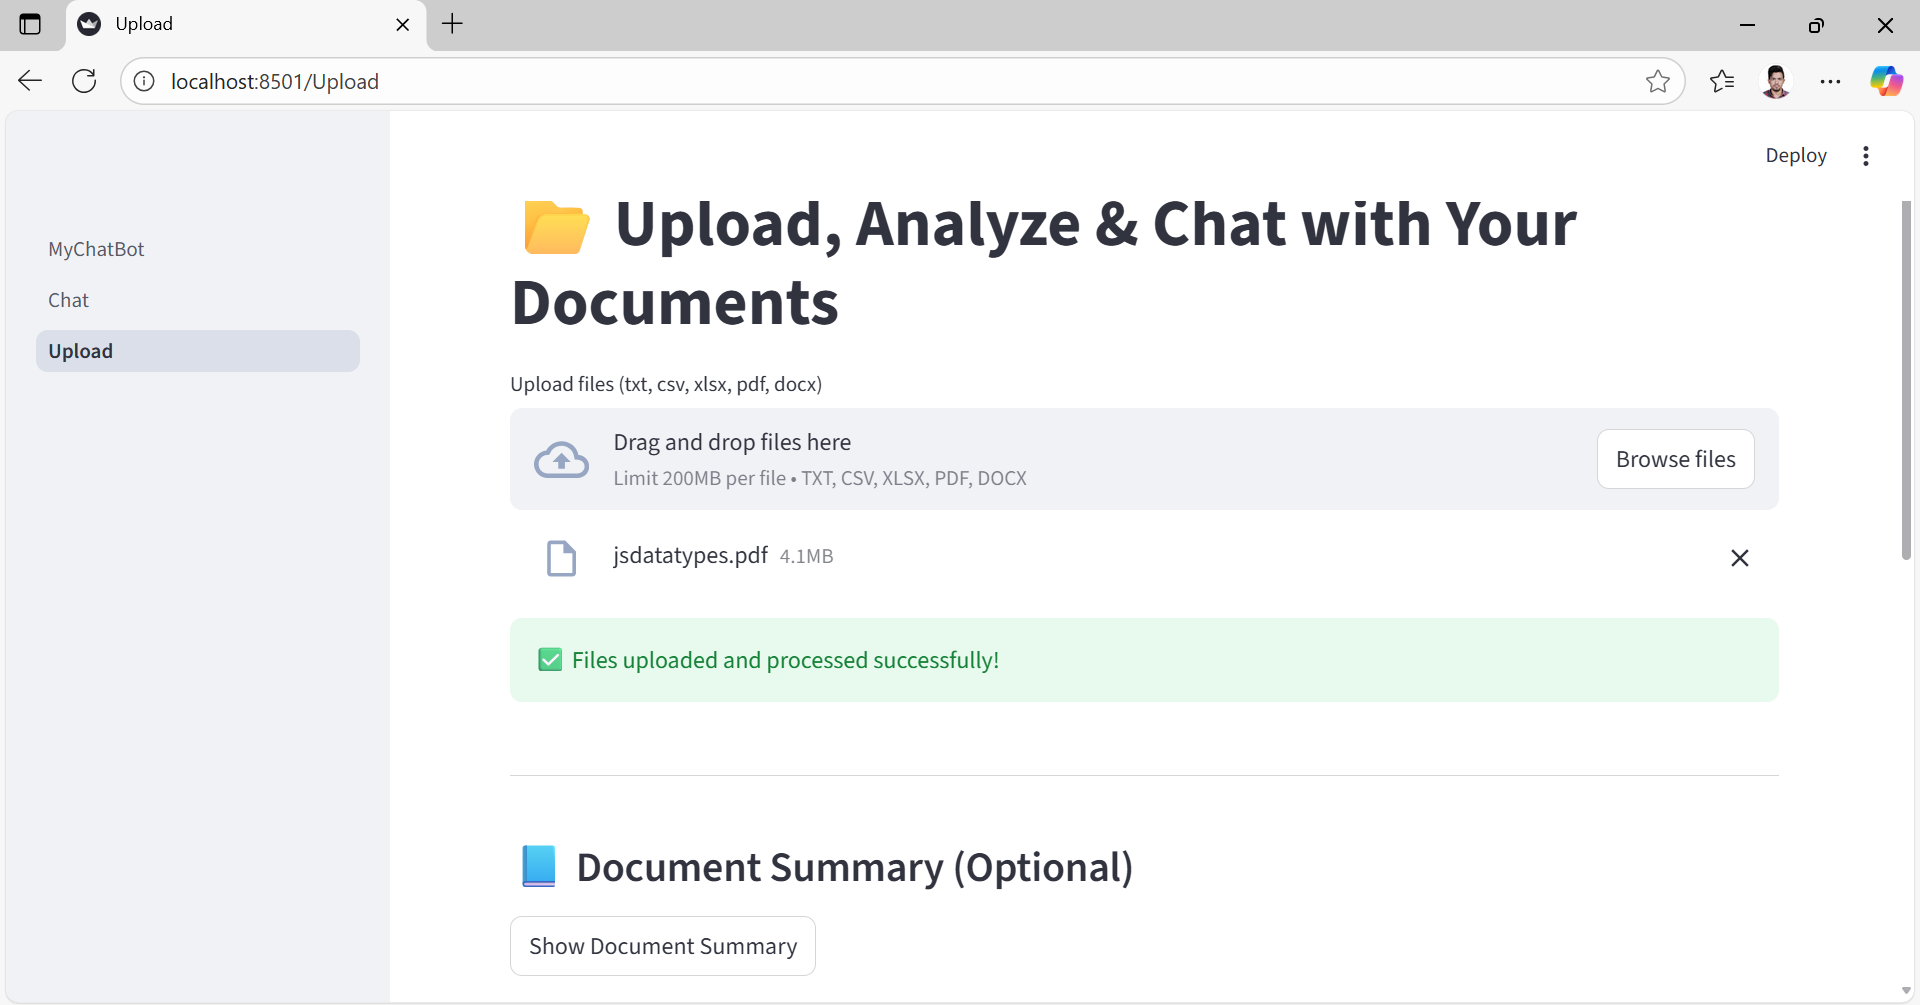 Upload
localhost:8501/Upload
Deploy
MyChatBot
Chat
Upload
📂 Upload, Analyze & Chat with Your
Documents
Upload files (txt, csv, xlsx, pdf, docx)
Drag and drop files here
Limit 200MB per file • TXT, CSV, XLSX, PDF, DOCX
Browse files
jsdatatypes.pdf 4.1MB
✅ Files uploaded and processed successfully!
📘 Document Summary (Optional)
Show Document Summary